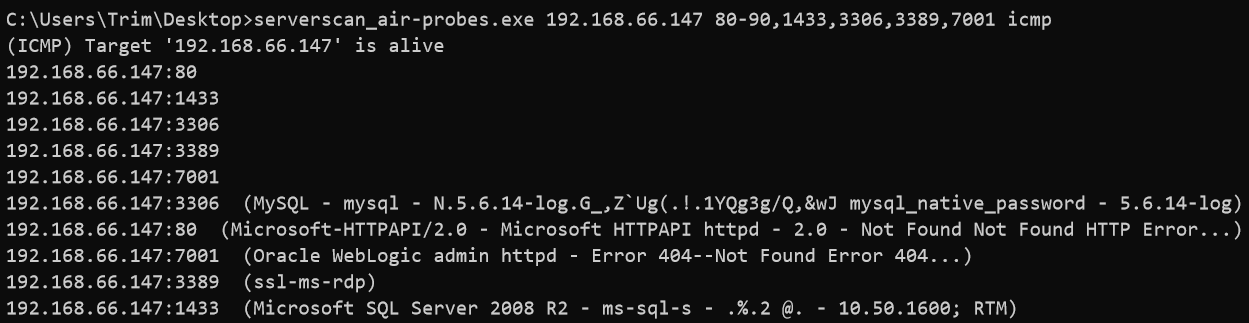 C:\Users\Trim\Desktop>serverscan_air-probes.exe 192.168.66.147 80-90,1433,3306,3389,7001 icmp
(ICMP) Target '192.168.66.147' is alive
192.168.66.147:80
192.168.66.147:1433
192.168.66.147:3306
192.168.66.147:3389
192.168.66.147:7001
192.168.66.147:3306  (MySQL - mysql - N.5.6.14-log.G_,Z`Ug(.!.1YQg3g/Q,&wJ mysql_native_password - 5.6.14-log)
192.168.66.147:80  (Microsoft-HTTPAPI/2.0 - Microsoft HTTPAPI httpd - 2.0 - Not Found Not Found HTTP Error...)
192.168.66.147:7001  (Oracle WebLogic admin httpd - Error 404--Not Found Error 404...)
192.168.66.147:3389  (ssl-ms-rdp)
192.168.66.147:1433  (Microsoft SQL Server 2008 R2 - ms-sql-s - .%.2 @. - 10.50.1600; RTM)